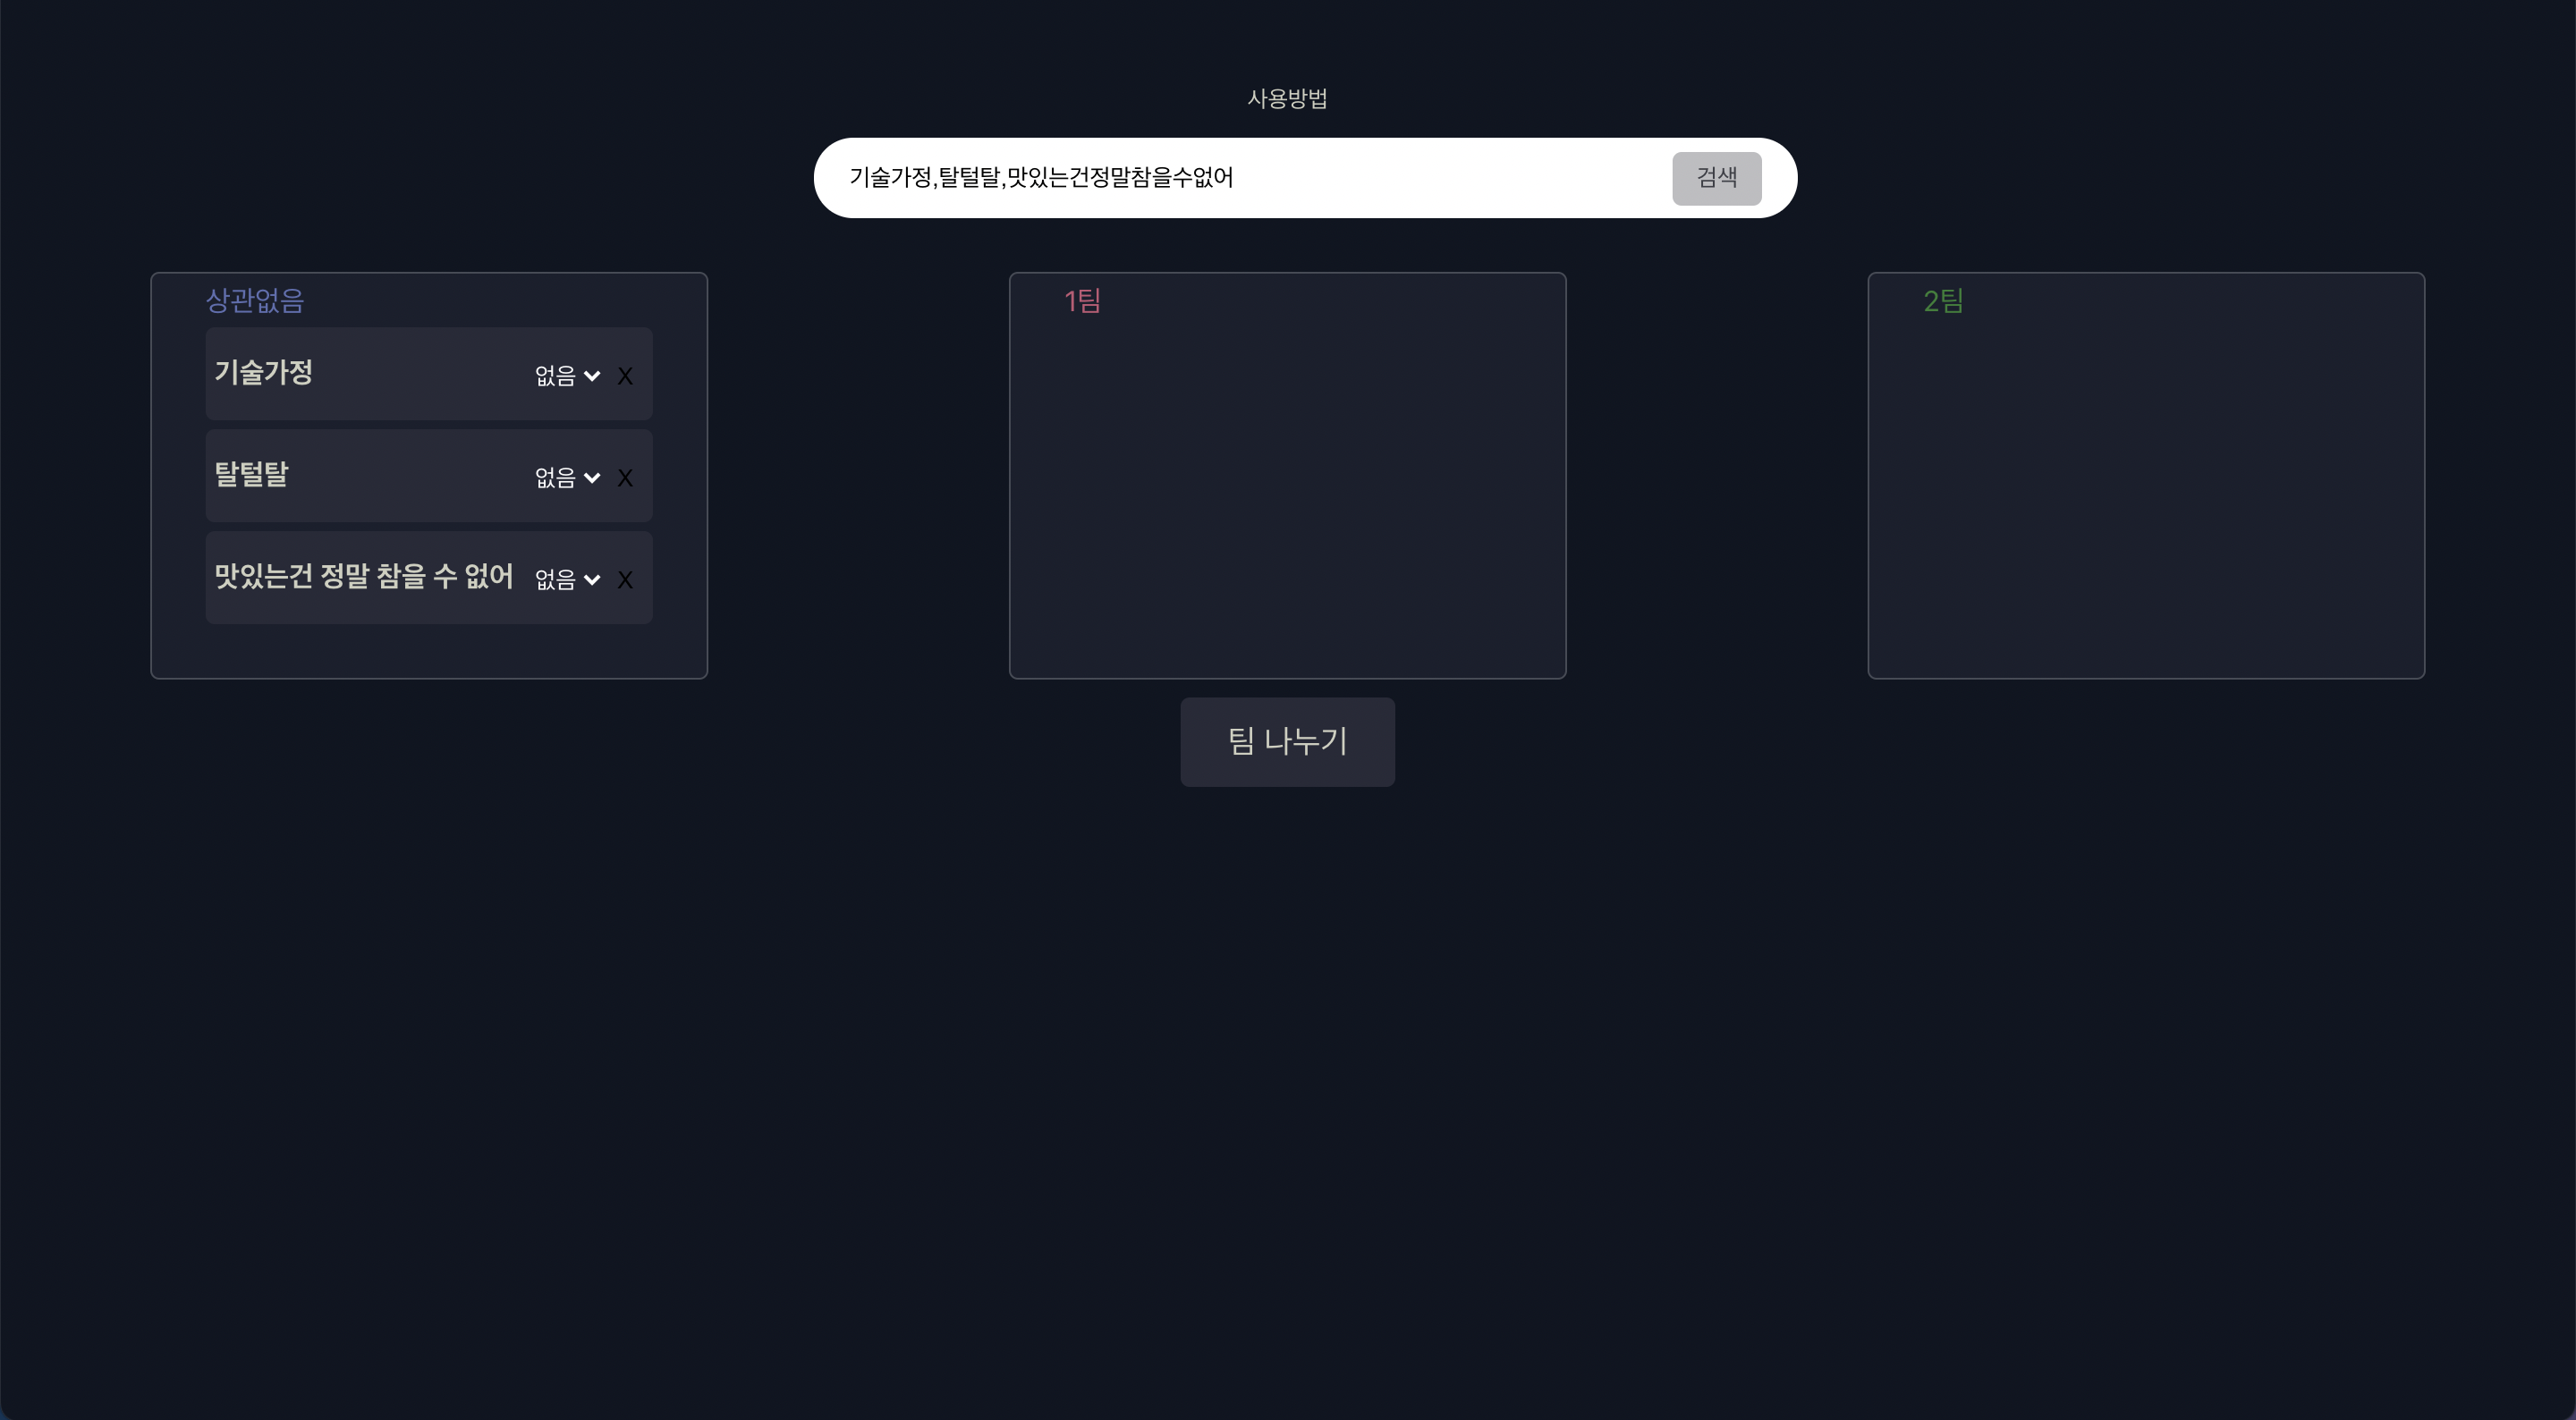 사용방법
기술가정,탈털탈,맛있는건정말참을수없어 검색
상관없음
기술가정 없음 X
탈털탈 없음 X
맛있는건 정말 참을 수 없어 없음 X
1팀
2팀
팀 나누기